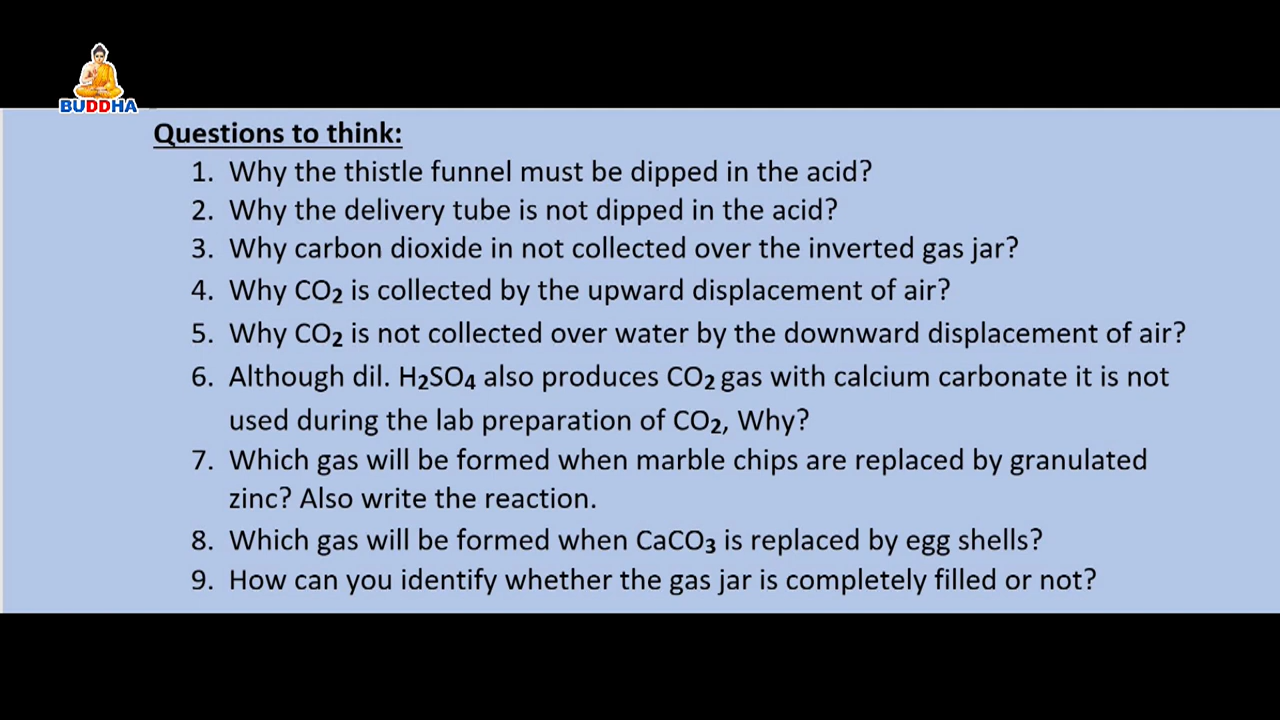 BUDDHA
Questions to think:
1. Why the thistle funnel must be dipped in the acid?
2. Why the delivery tube is not dipped in the acid?
3. Why carbon dioxide in not collected over the inverted gas jar?
4. Why CO₂ is collected by the upward displacement of air?
5. Why CO₂ is not collected over water by the downward displacement of air?
6. Although dil. H₂SO₄ also produces CO₂ gas with calcium carbonate it is not
used during the lab preparation of CO₂, Why?
7. Which gas will be formed when marble chips are replaced by granulated
zinc? Also write the reaction.
8. Which gas will be formed when CaCO₃ is replaced by egg shells?
9. How can you identify whether the gas jar is completely filled or not?